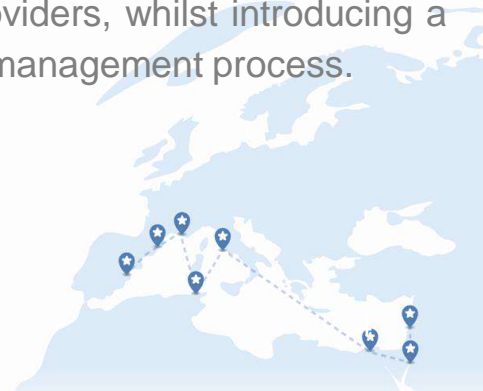 oviders, whilst introducing a
management process.